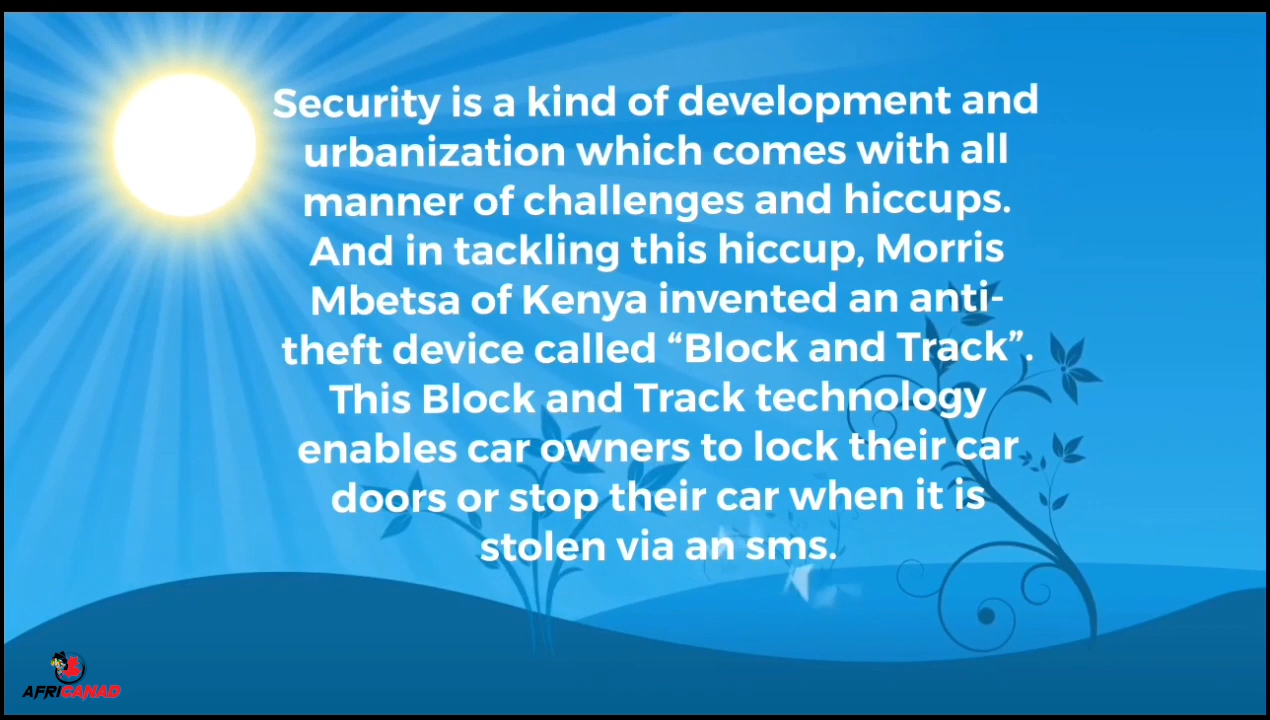 Security is a kind of development and
urbanization which comes with all
manner of challenges and hiccups.
And in tackling this hiccup, Morris
Mbetsa of Kenya invented an anti-
theft device called “Block and Track”.
This Block and Track technology
enables car owners to lock their car
doors or stop their car when it is
stolen via an sms.
AFRICANAD